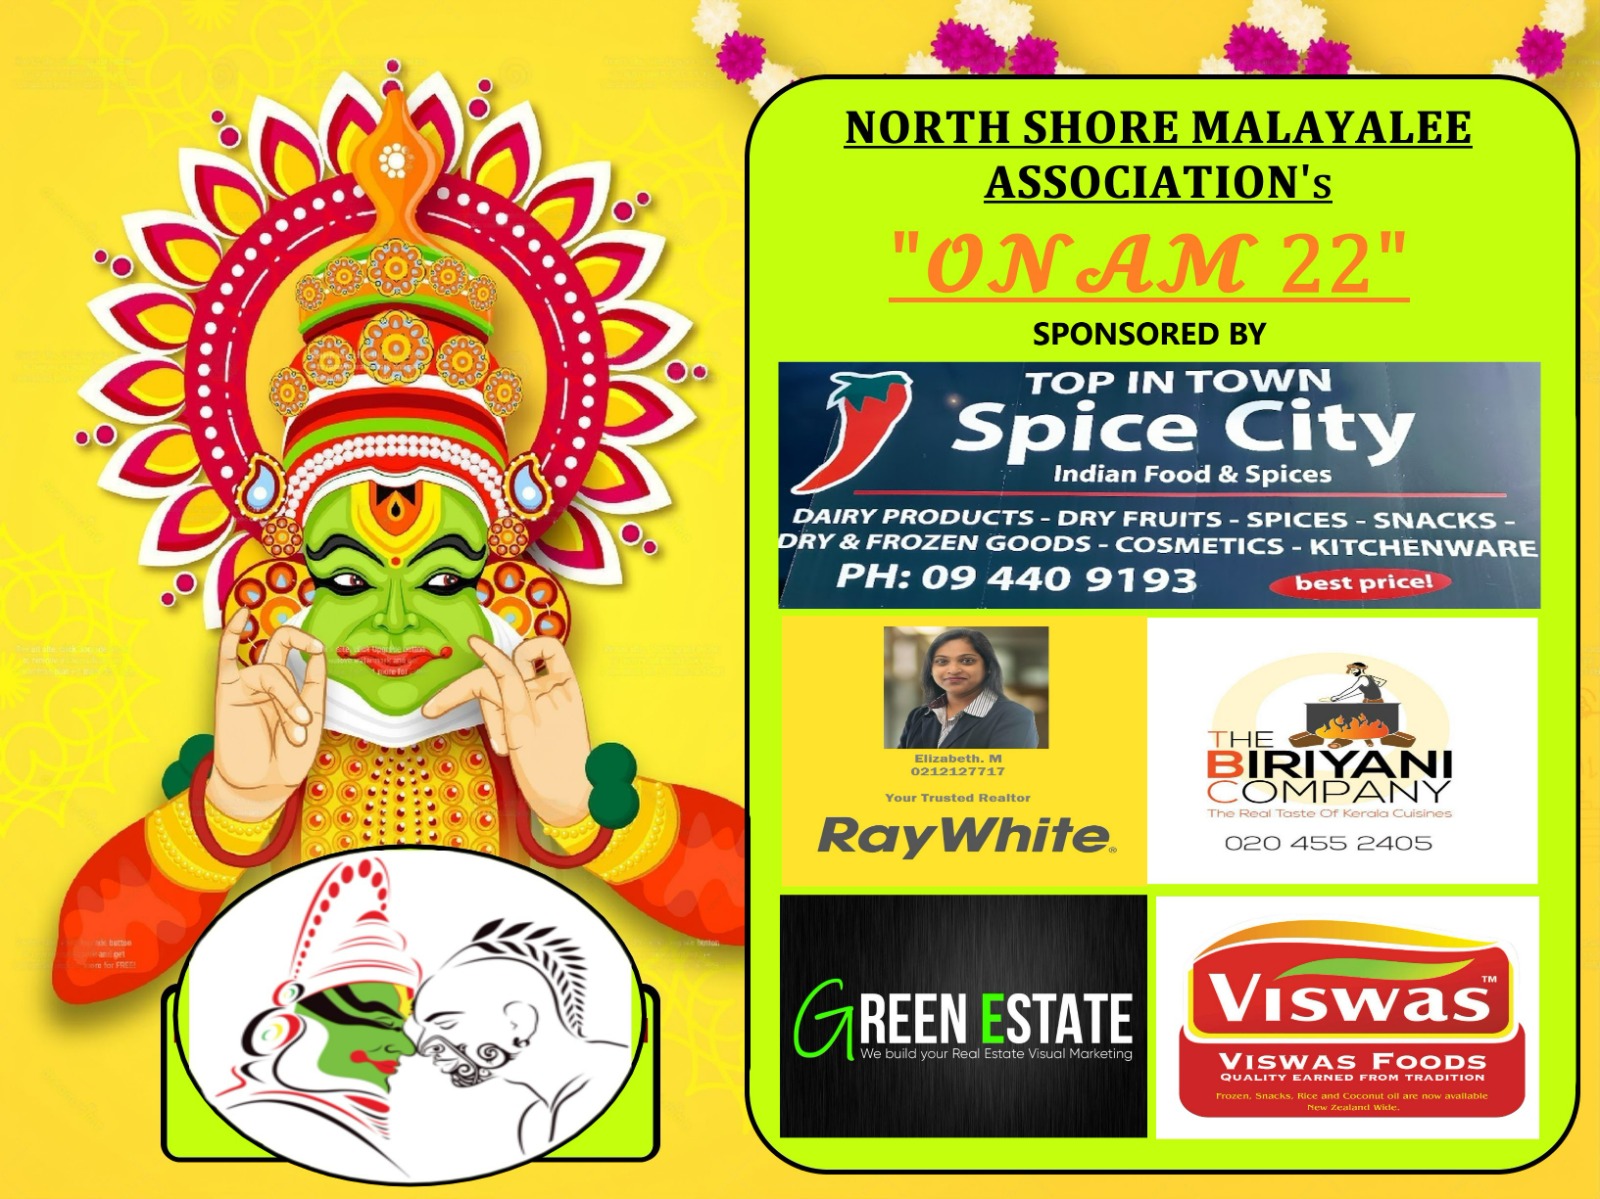 NORTH SHORE MALAYALEE
ASSOCIATION's
"ONAM 22"
SPONSORED BY
TOP IN TOWN
Spice City
Indian Food & Spices
DAIRY PRODUCTS - DRY FRUITS - SPICES - SNACKS -
DRY & FROZEN GOODS - COSMETICS - KITCHENWARE
PH: 09 440 9193
best price!
Elizabeth. M
0212127717
Your Trusted Realtor
RayWhite®
THE
BIRIYANI
COMPANY
The Real Taste Of Kerala Cuisines
020 455 2405
GREEN ESTATE
We build your Real Estate Visual Marketing
VISWAS™
VISWAS FOODS
QUALITY EARNED FROM TRADITION
Frozen, Snacks, Rice and Coconut oil are now available
New Zealand Wide.